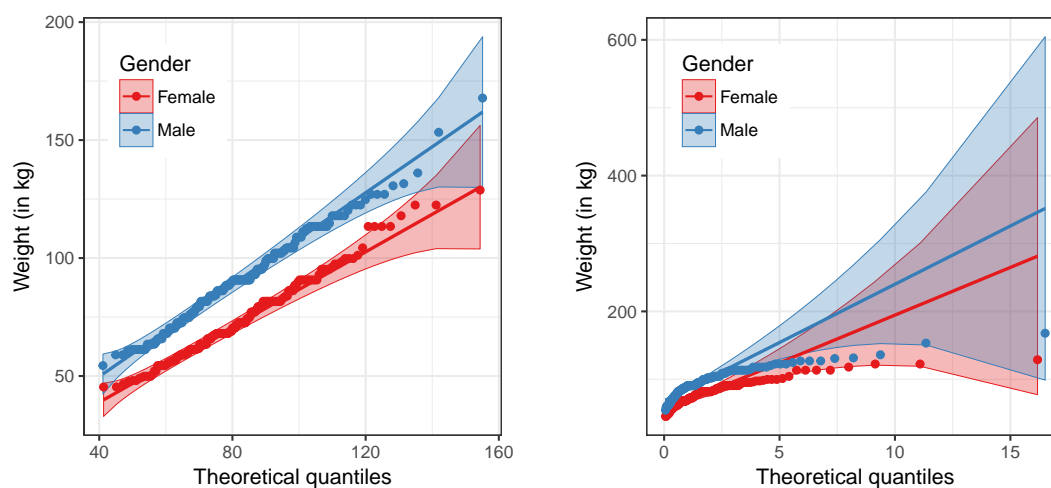 200
150
100
50
Weight (in kg)
Gender
Female
Male
40
80
120
160
Theoretical quantiles
600
400
200
Weight (in kg)
Gender
Female
Male
0
5
10
15
Theoretical quantiles